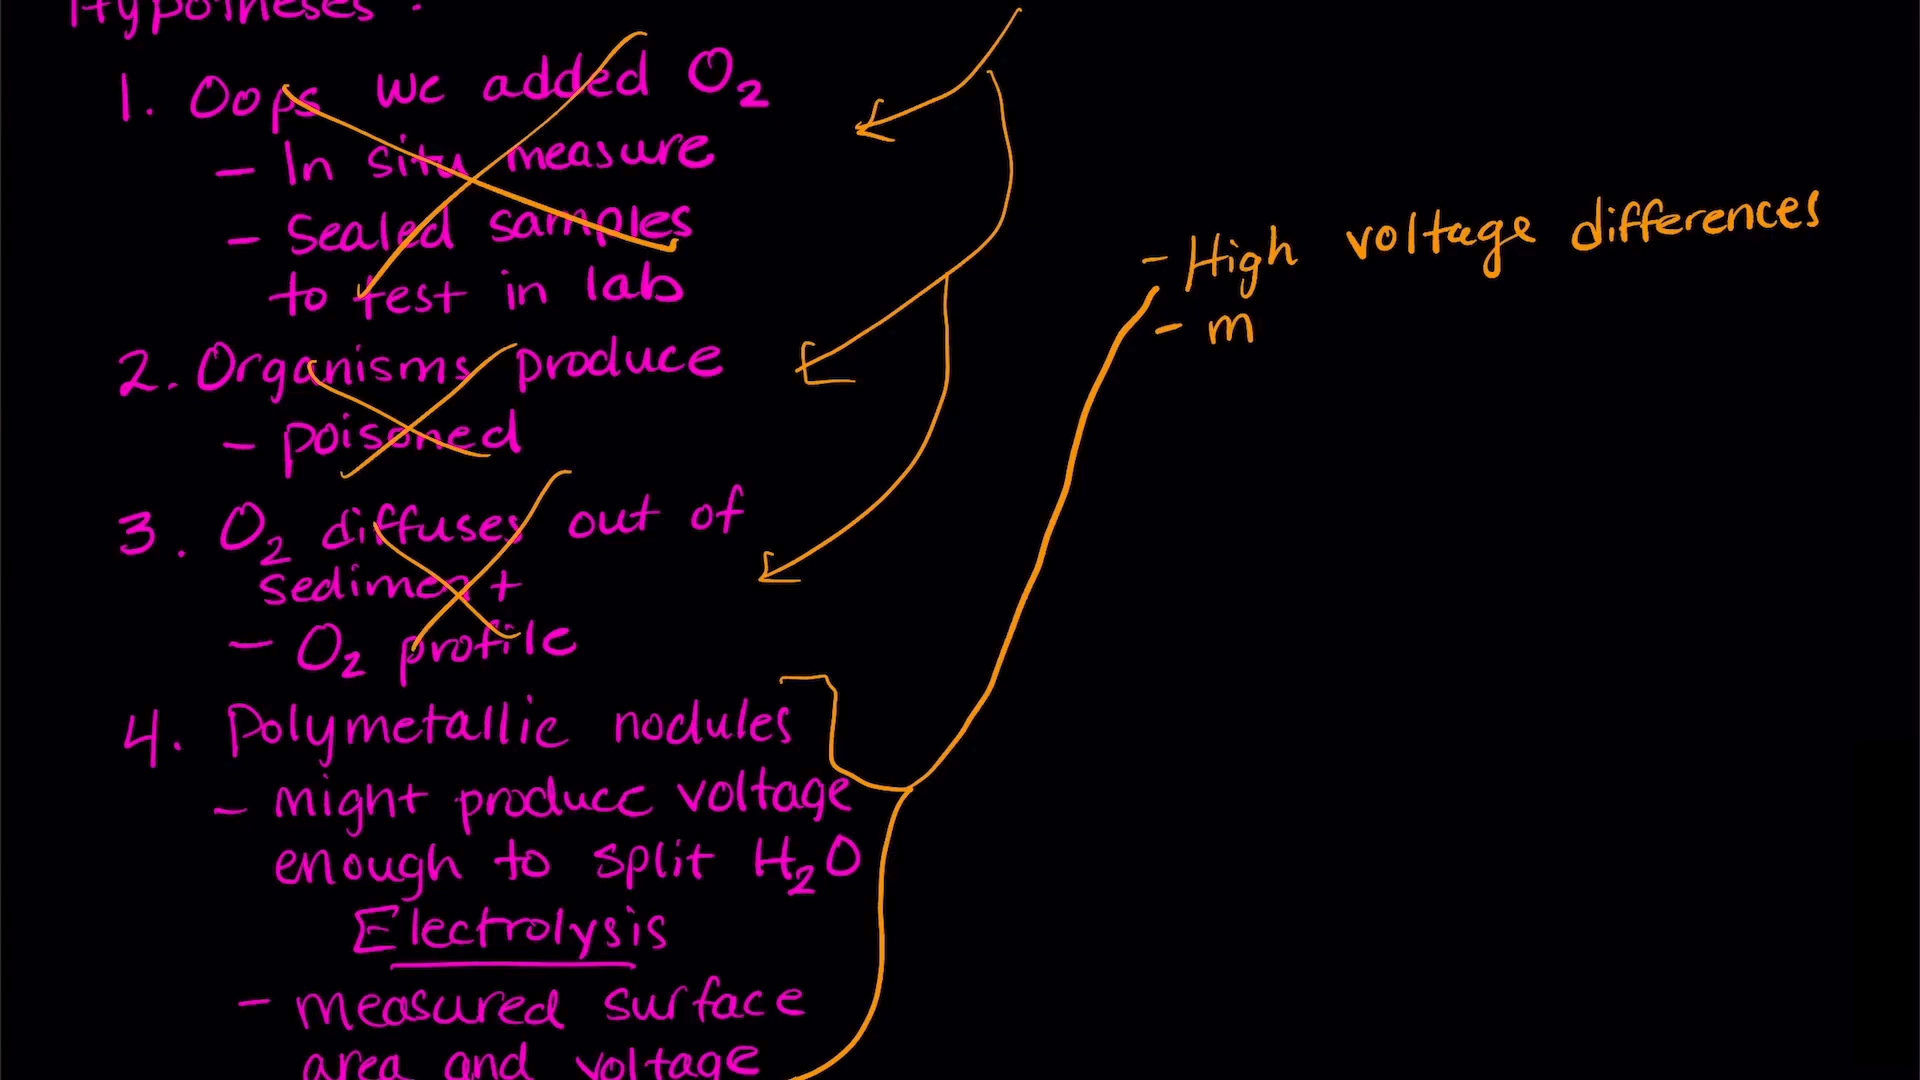 Hypotheses:
1. Oops we added O₂
- In situ measure
- Sealed samples
to test in lab
2. Organisms produce
- poisoned
3. O₂ diffuses out of
sediment
- O₂ profile
4. Polymetallic nodules
- might produce voltage
enough to split H₂O
Electrolysis
- measured surface
area and voltage
- High voltage differences
- m